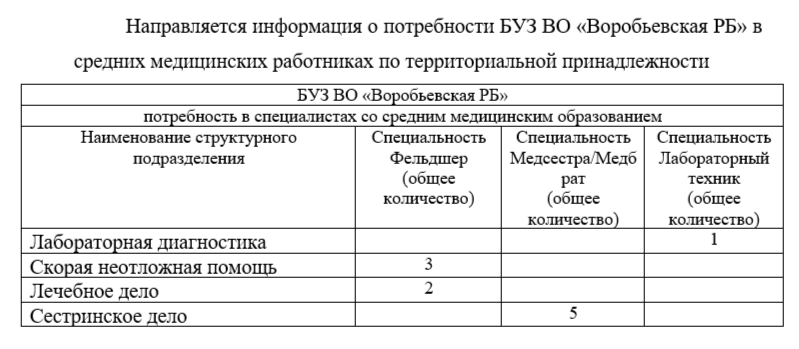 Направляется информация о потребности БУЗ ВО «Воробьевская РБ» в
средних медицинских работниках по территориальной принадлежности
БУЗ ВО «Воробьевская РБ»
потребность в специалистах со средним медицинским образованием
Наименование структурного
подразделения
Специальность
Фельдшер
(общее
количество)
Специальность
Медсестра/Медб
рат
(общее
количество)
Специальность
Лабораторный
техник
(общее
количество)
Лабораторная диагностика 1
Скорая неотложная помощь 3
Лечебное дело 2
Сестринское дело 5